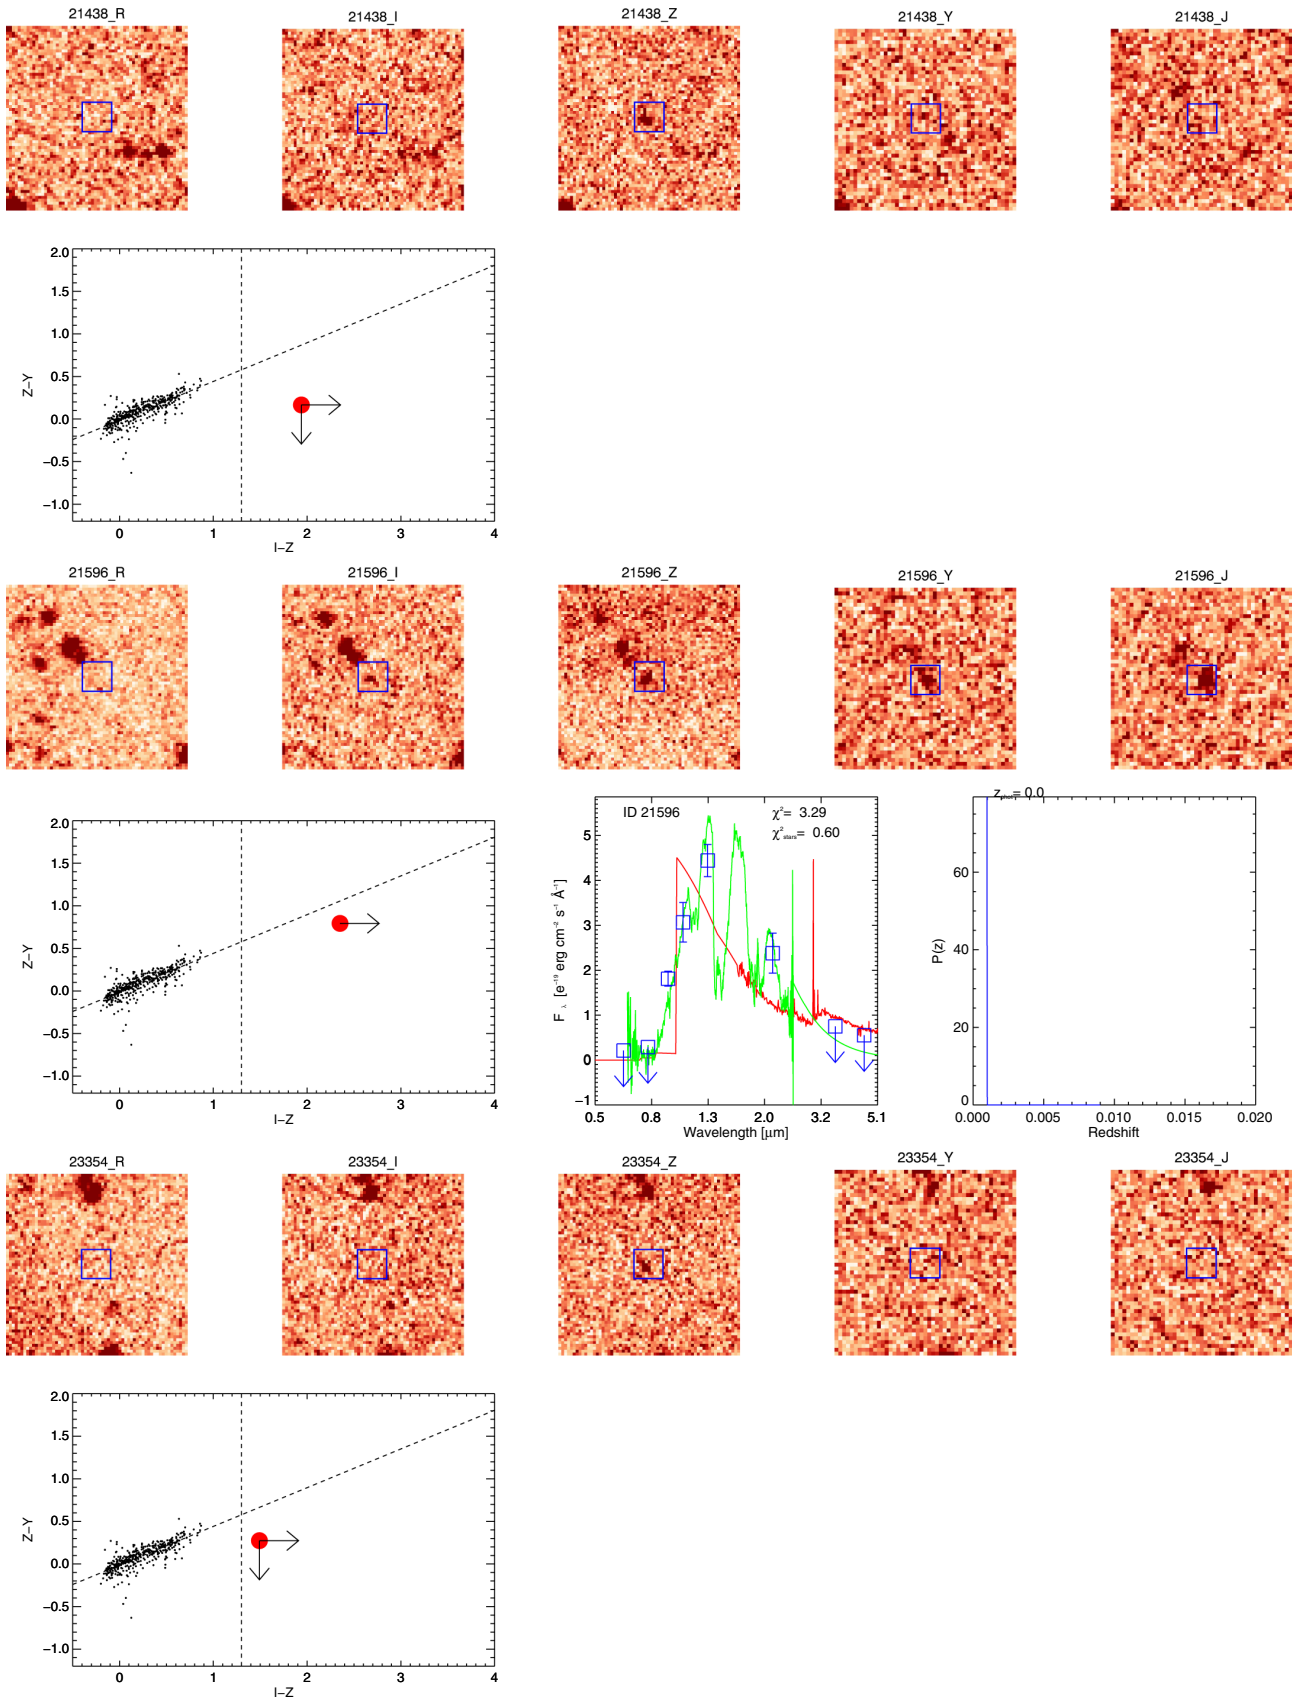 21438_R 21438_I 21438_Z 21438_Y 21438_J
2.0
1.5
1.0
0.5
0.0
−0.5
−1.0
Z−Y
0 1 2 3 4
I−Z
21596_R 21596_I 21596_Z 21596_Y 21596_J
2.0
1.5
1.0
0.5
0.0
−0.5
−1.0
Z−Y
0 1 2 3 4
I−Z
ID 21596
χ²= 3.29
χ²stars= 0.60
5
4
3
2
1
0
−1
F λ [e⁻¹⁹ erg cm⁻² s⁻¹ Å⁻¹]
0.5 0.8 1.3 2.0 3.2 5.1
Wavelength [μm]
zphot= 0.0
60
40
20
0
P(z)
0.000 0.005 0.010 0.015 0.020
Redshift
23354_R 23354_I 23354_Z 23354_Y 23354_J
2.0
1.5
1.0
0.5
0.0
−0.5
−1.0
Z−Y
0 1 2 3 4
I−Z